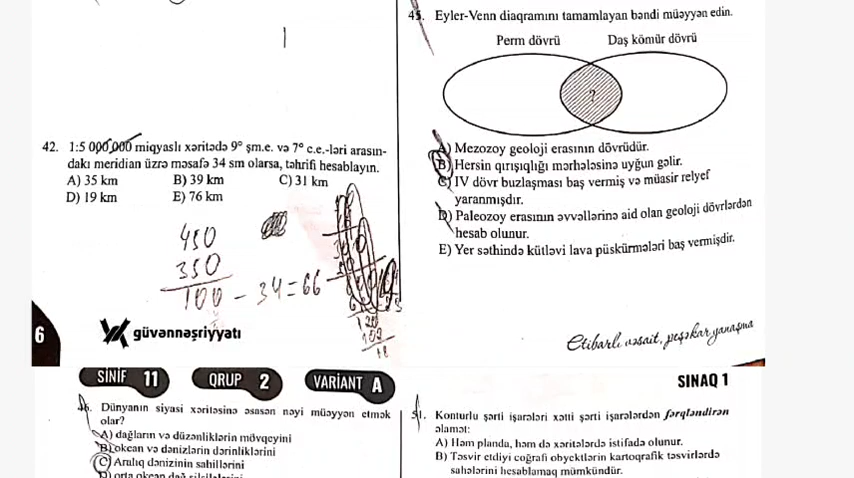 45. Eyler-Venn diaqramını tamamlayan bəndi müəyyən edin.
Perm dövrü Daş kömür dövrü
?
A) Mezozoy geoloji erasının dövrüdür.
B) Hersin qırışıqlığı mərhələsinə uyğun gəlir.
C) IV dövr buzlaşması baş vermiş və müasir relyef
yaranmışdır.
D) Paleozoy erasının əvvəllərinə aid olan geoloji dövrlərdən
hesab olunur.
E) Yer səthində kütləvi lava püskürmələri baş vermişdir.
42. 1:5 000 000 miqyaslı xəritədə 9° şm.e. və 7° c.e.-ləri arasın-
dakı meridian üzrə məsafə 34 sm olarsa, təhrifi hesablayın.
A) 35 km B) 39 km C) 31 km
D) 19 km E) 76 km
450
350
100 - 34 = 66
6 güvənnəşriyyatı
Etibarlı vəsait, peşəkar yanaşma
SİNİF 11 QRUP 2 VARİANT A SINAQ 1
46. Dünyanın siyasi xəritəsinə əsasən nəyi müəyyən etmək
olar?
A) dağların və düzənliklərin mövqeyini
B) okean və dənizlərin dərinliklərini
C) Aralıq dənizinin sahillərini
D) orta okean dağ silsilələrini
51. Konturlu şərti işarələri xətti şərti işarələrdən fərqləndirən
əlamət:
A) Həm planda, həm də xəritələrdə istifadə olunur.
B) Təsvir etdiyi coğrafi obyektlərin kartoqrafik təsvirlərdə
sahələrini hesablamaq mümkündür.